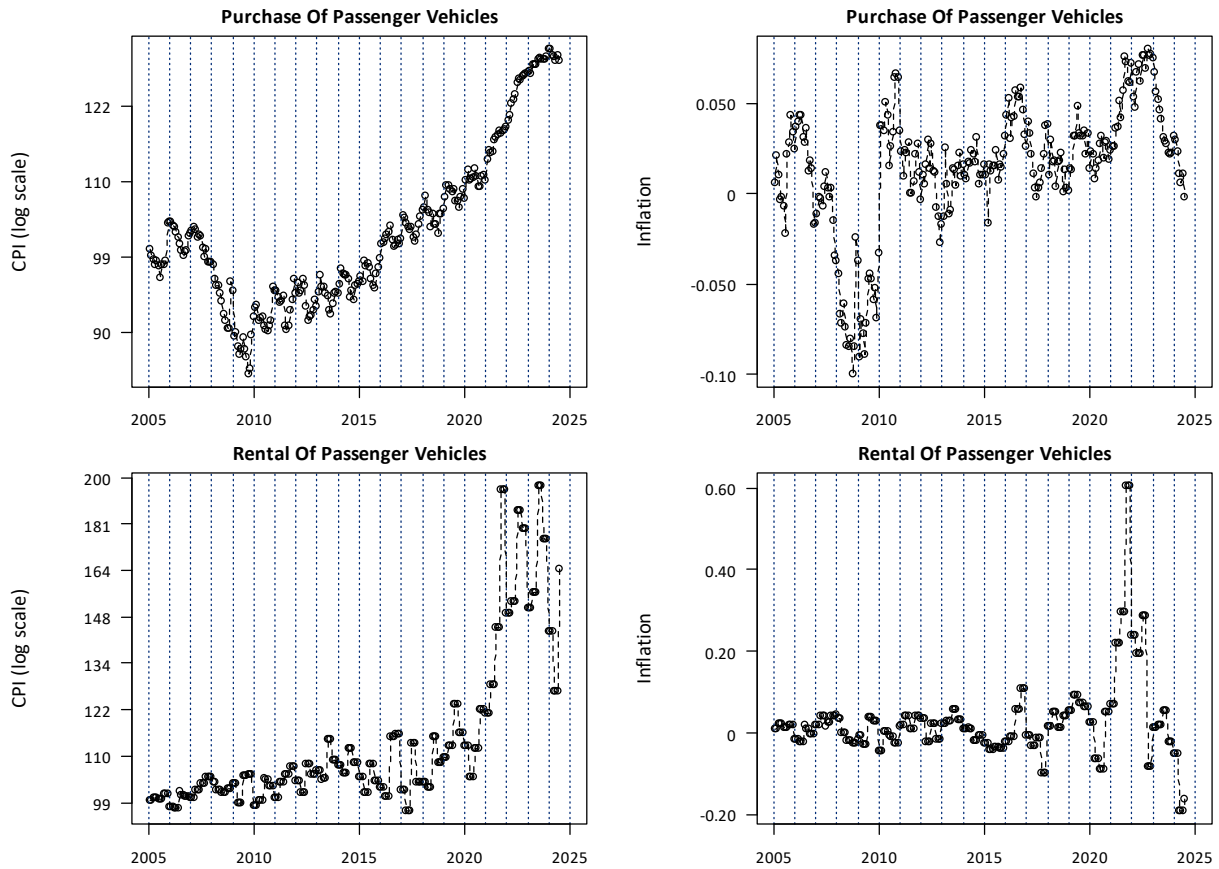 Purchase Of Passenger Vehicles
CPI (log scale)
122
110
99
90
2005 2010 2015 2020 2025
Purchase Of Passenger Vehicles
Inflation
0.050
0
-0.050
-0.10
2005 2010 2015 2020 2025
Rental Of Passenger Vehicles
CPI (log scale)
200
181
164
148
134
122
110
99
2005 2010 2015 2020 2025
Rental Of Passenger Vehicles
Inflation
0.60
0.40
0.20
0
-0.20
2005 2010 2015 2020 2025